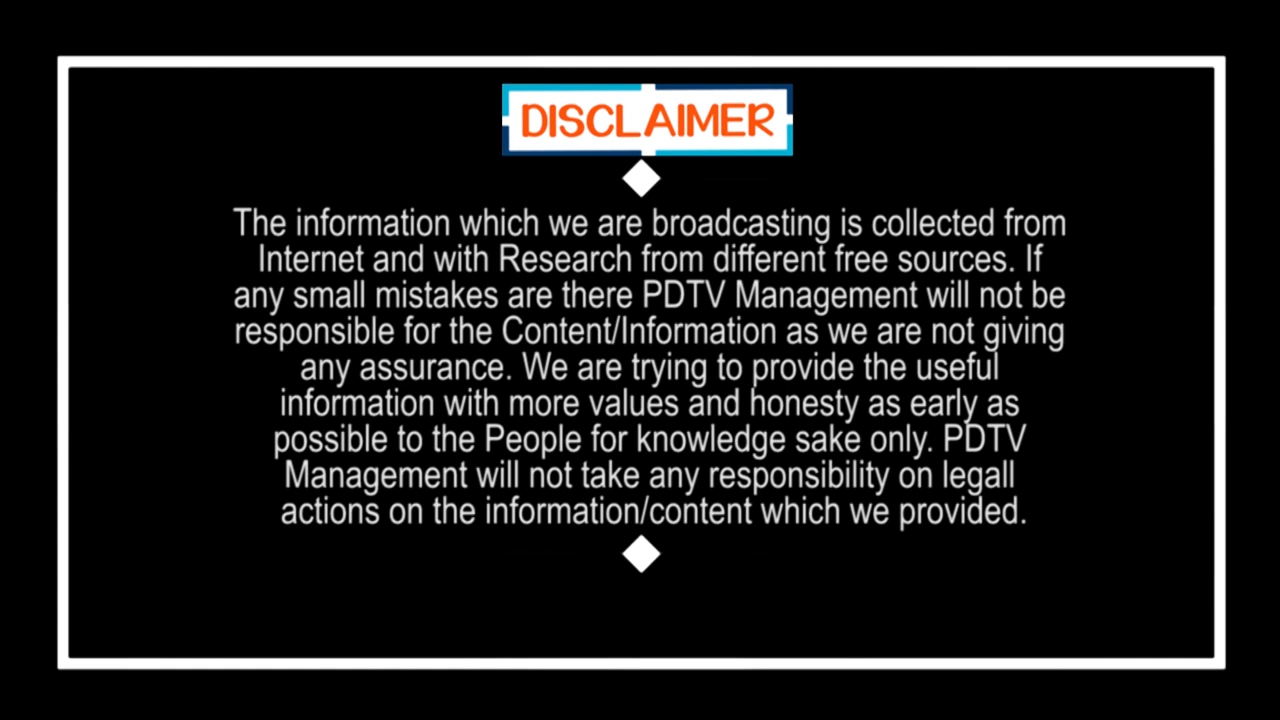 DISCLAIMER
The information which we are broadcasting is collected from
Internet and with Research from different free sources. If
any small mistakes are there PDTV Management will not be
responsible for the Content/Information as we are not giving
any assurance. We are trying to provide the useful
information with more values and honesty as early as
possible to the People for knowledge sake only. PDTV
Management will not take any responsibility on legall
actions on the information/content which we provided.